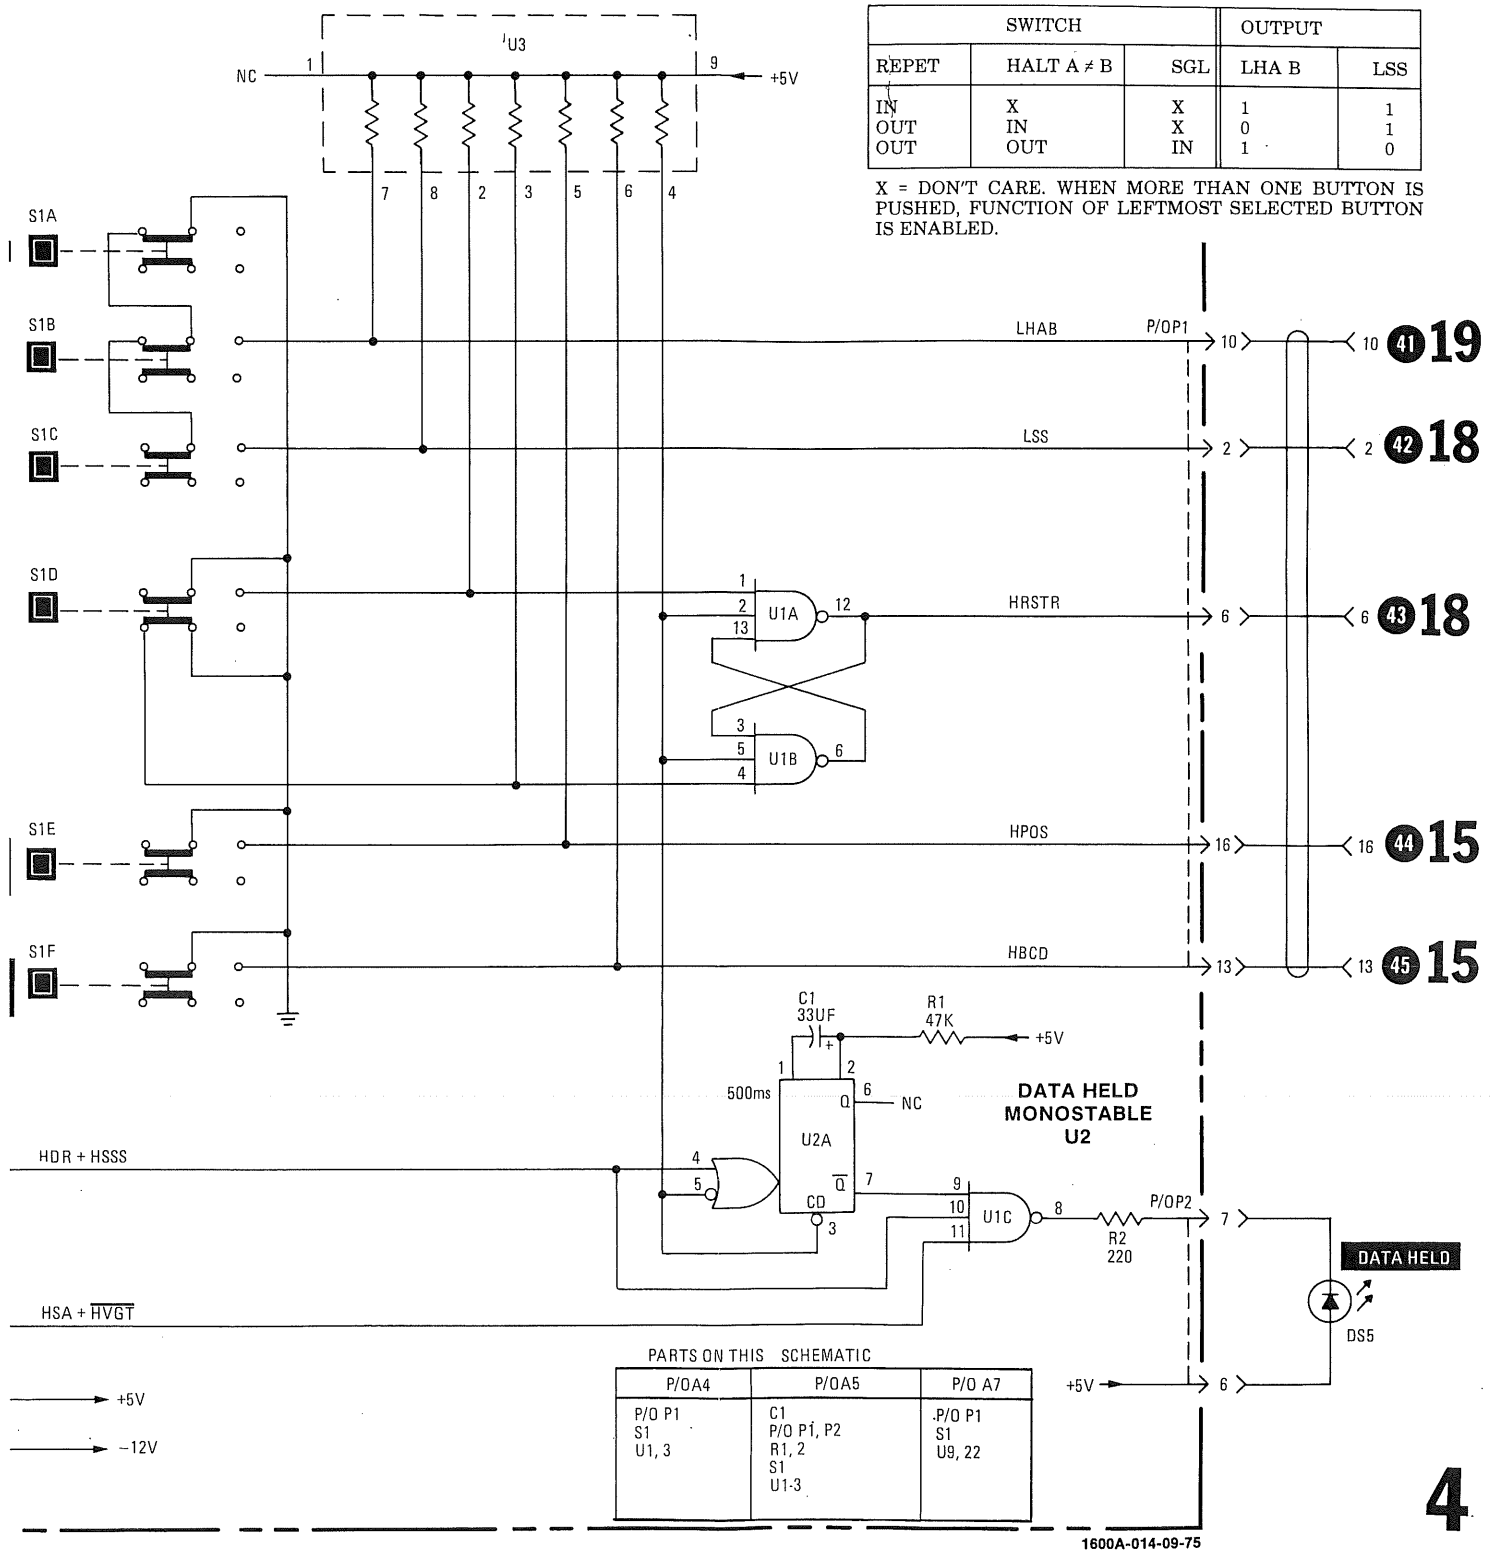 SWITCH OUTPUT
REPET HALT A ≠ B SGL LHA B LSS
IN X X 1 1
OUT IN X 0 1
OUT OUT IN 1 0
X = DON'T CARE. WHEN MORE THAN ONE BUTTON IS
PUSHED, FUNCTION OF LEFTMOST SELECTED BUTTON
IS ENABLED.
U3
NC 1 9 +5V
7 8 2 3 5 6 4
S1A
S1B
LHAB P/OP1 10 10 41 19
S1C
LSS 2 2 42 18
S1D
1
2 U1A 12 HRSTR 6 6 43 18
13
3
5 U1B 6
4
S1E
HPOS 16 16 44 15
S1F
HBCD 13 13 45 15
C1
33UF
+
R1
47K
+5V
1 2
500ms
Q 6 NC
U2A
DATA HELD
MONOSTABLE
U2
HDR + HSSS
4
5
Q 7
CD
3
9
10 U1C 8
11
R2
220
P/OP2 7
DATA HELD
DS5
HSA + HVGT
+5V 6
+5V
-12V
PARTS ON THIS SCHEMATIC
P/OA4 P/OA5 P/O A7
P/O P1 C1 P/O P1
S1 P/O P1, P2 S1
U1, 3 R1, 2 U9, 22
S1
U1-3
4
1600A-014-09-75